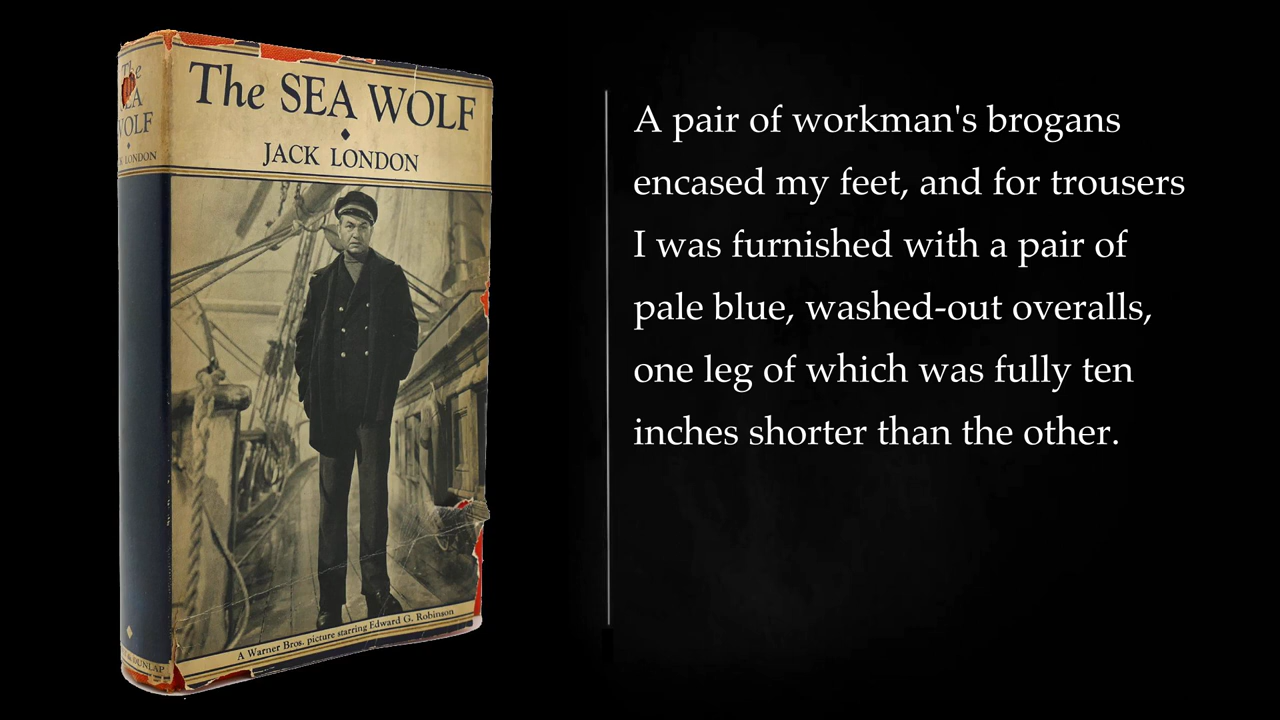 The SEA WOLF
JACK LONDON
The
WOLF
LONDON
A Warner Bros. picture starring Edward G. Robinson
DUNLAP
A pair of workman's brogans
encased my feet, and for trousers
I was furnished with a pair of
pale blue, washed-out overalls,
one leg of which was fully ten
inches shorter than the other.